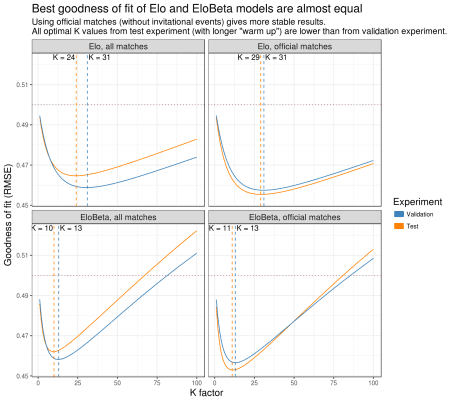 Best goodness of fit of Elo and EloBeta models are almost equal
Using official matches (without invitational events) gives more stable results.
All optimal K values from test experiment (with longer "warm up") are lower than from validation experiment.
Elo, all matches
Elo, official matches
K = 24 K = 31
K = 29 K = 31
0.51
0.49
0.47
0.45
EloBeta, all matches
EloBeta, official matches
K = 10 K = 13
K = 11 K = 13
0.51
0.49
0.47
0.45
0 25 50 75 100
0 25 50 75 100
K factor
Goodness of fit (RMSE)
Experiment
Validation
Test